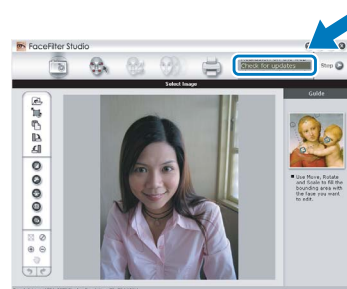 FaceFilter Studio
Check for updates
Step
Select Image
Guide
Use Move, Rotate
and Scale to fill the
bounding area with
the face you want
to edit.